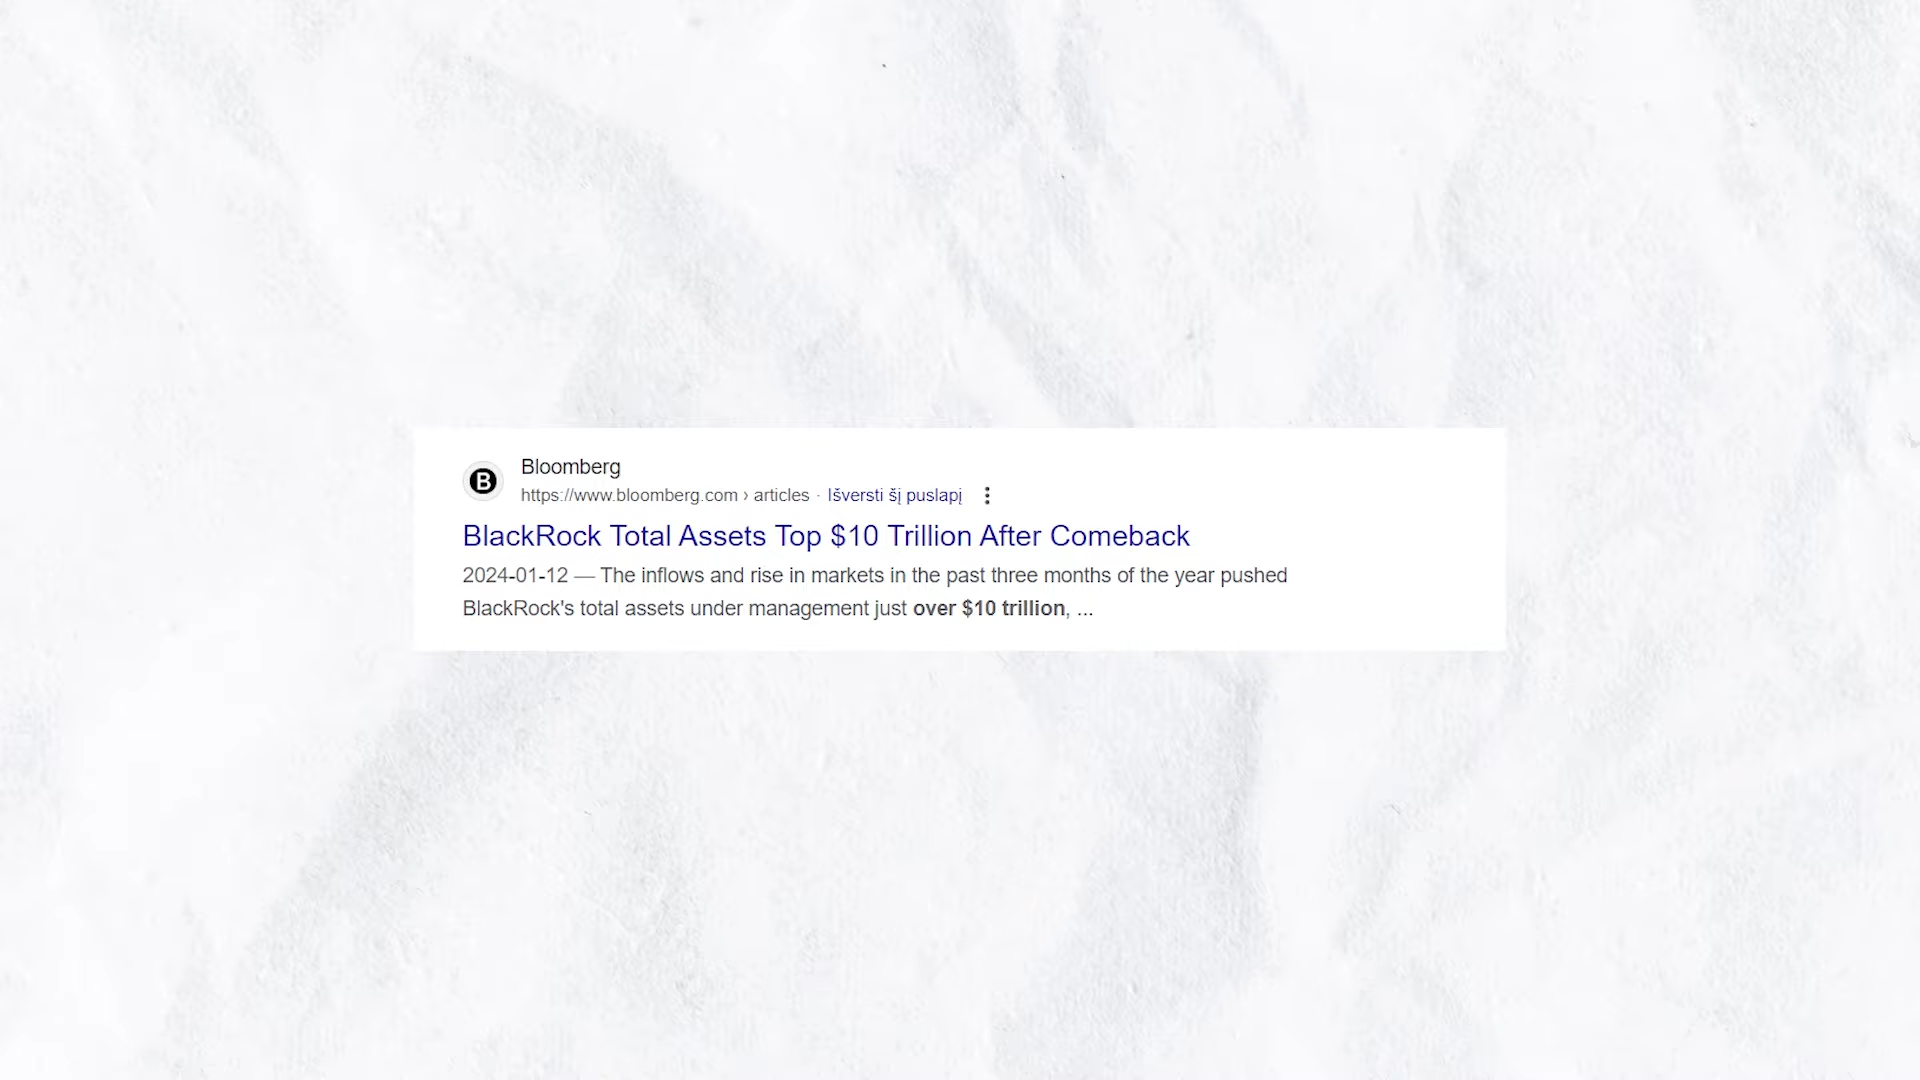 B
Bloomberg
https://www.bloomberg.com › articles · Išversti šį puslapį
BlackRock Total Assets Top $10 Trillion After Comeback
2024-01-12 — The inflows and rise in markets in the past three months of the year pushed
BlackRock's total assets under management just over $10 trillion, ...